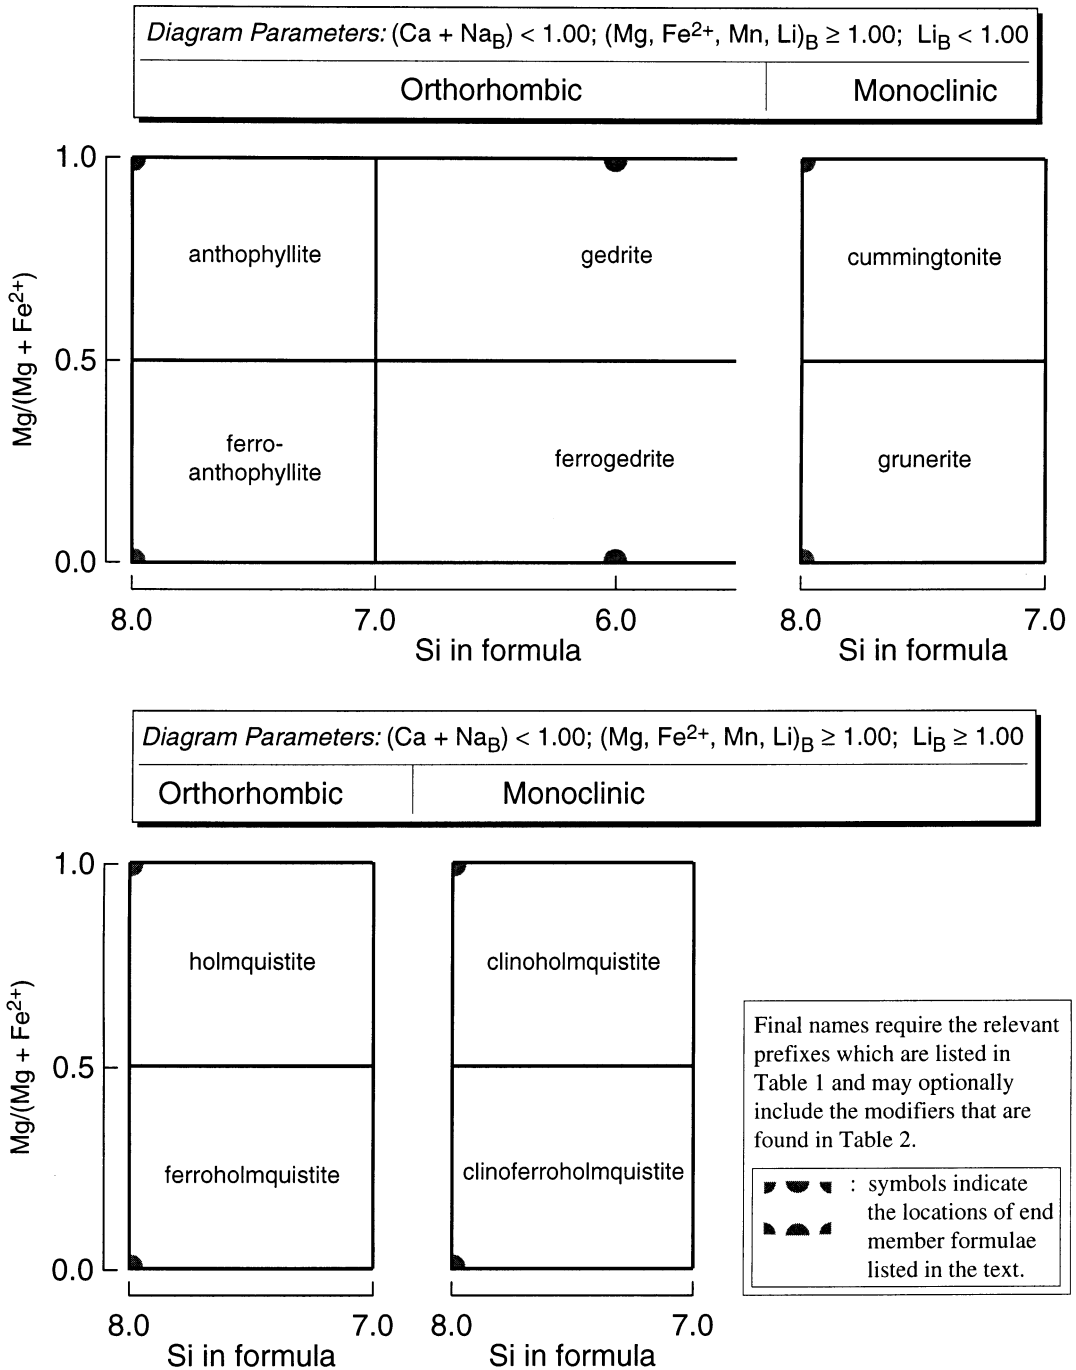 Diagram Parameters: (Ca + NaB) < 1.00; (Mg, Fe2+, Mn, Li)B ≥ 1.00; LiB < 1.00
Orthorhombic
Monoclinic
Mg/(Mg + Fe2+)
1.0
0.5
0.0
anthophyllite
gedrite
ferro-
anthophyllite
ferrogedrite
8.0
7.0
6.0
Si in formula
cummingtonite
grunerite
8.0
7.0
Si in formula
Diagram Parameters: (Ca + NaB) < 1.00; (Mg, Fe2+, Mn, Li)B ≥ 1.00; LiB ≥ 1.00
Orthorhombic
Monoclinic
Mg/(Mg + Fe2+)
1.0
0.5
0.0
holmquistite
ferroholmquistite
8.0
7.0
Si in formula
clinoholmquistite
clinoferroholmquistite
8.0
7.0
Si in formula
Final names require the relevant
prefixes which are listed in
Table 1 and may optionally
include the modifiers that are
found in Table 2.
: symbols indicate
the locations of end
member formulae
listed in the text.